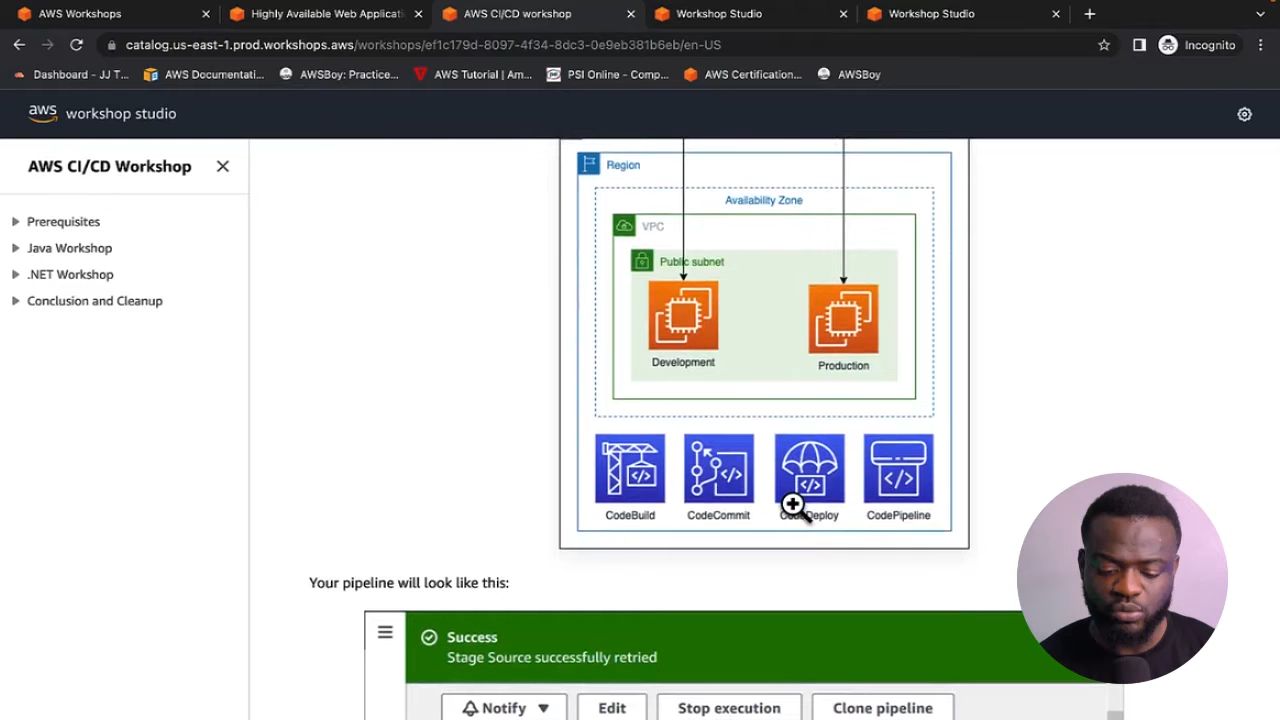 AWS Workshops
Highly Available Web Applicati
AWS CI/CD workshop
Workshop Studio
Workshop Studio
catalog.us-east-1.prod.workshops.aws/workshops/ef1c179d-8097-4f34-8dc3-0e9eb381b6eb/en-US
Incognito
Dashboard - JJ T...
AWS Documentati...
AWSBoy: Practice...
AWS Tutorial | Am...
PSI Online - Comp...
AWS Certification...
AWSBoy
aws workshop studio
AWS CI/CD Workshop
Prerequisites
Java Workshop
.NET Workshop
Conclusion and Cleanup
Region
Availability Zone
VPC
Public subnet
Development
Production
CodeBuild
CodeCommit
CodeDeploy
CodePipeline
Your pipeline will look like this:
Success
Stage Source successfully retried
Notify
Edit
Stop execution
Clone pipeline